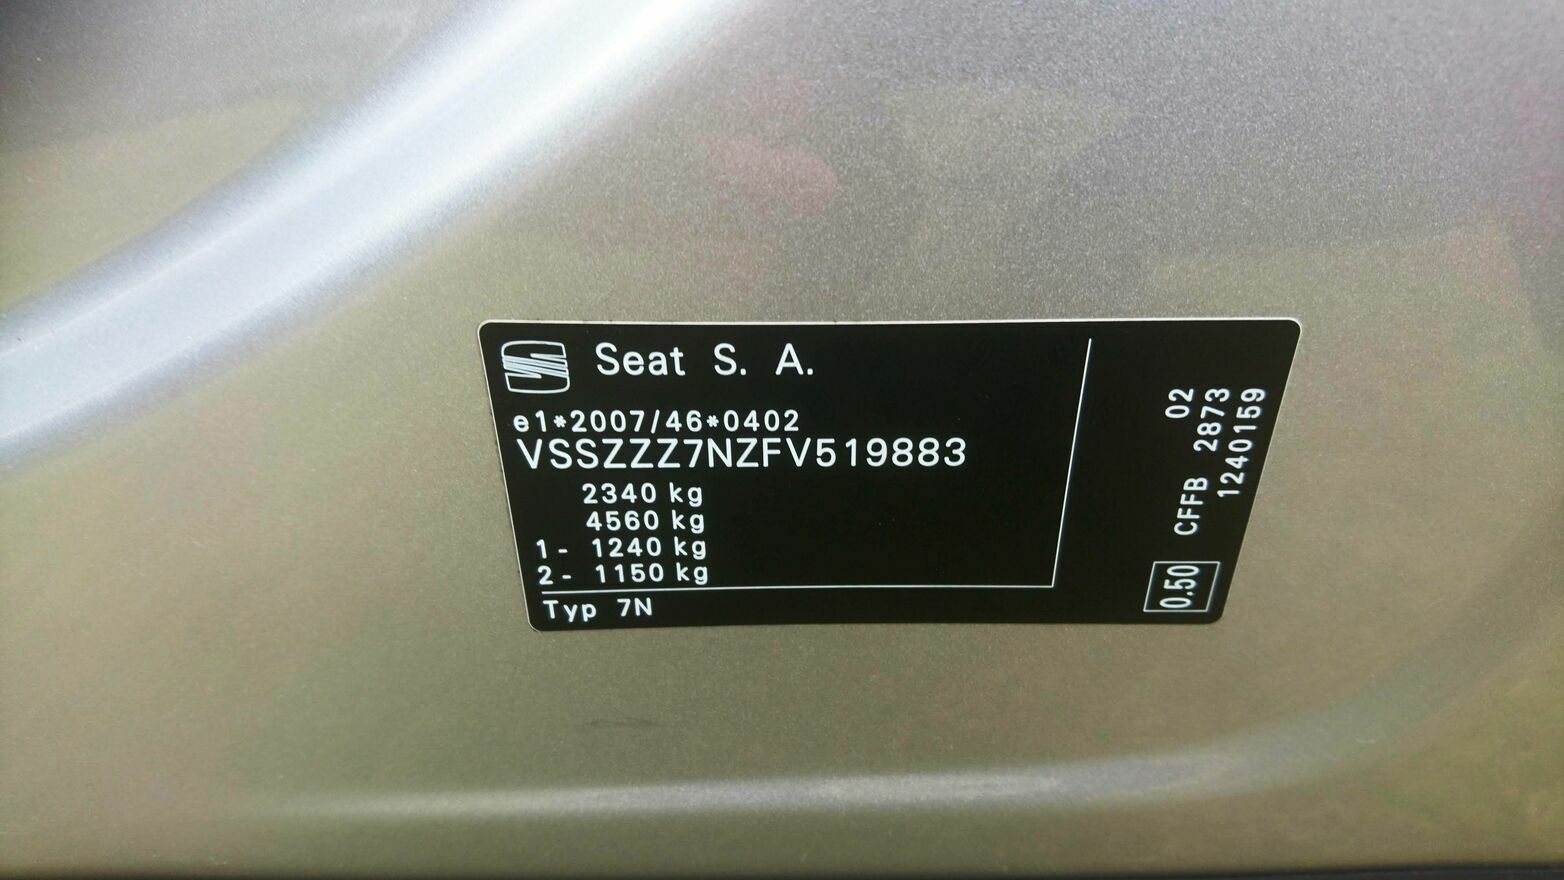 Seat S. A.
e1*2007/46*0402
VSSZZZ7NZFV519883
2340 kg
4560 kg
1- 1240 kg
2- 1150 kg
Typ 7N
02
CFFB 2873
1240159
0.50